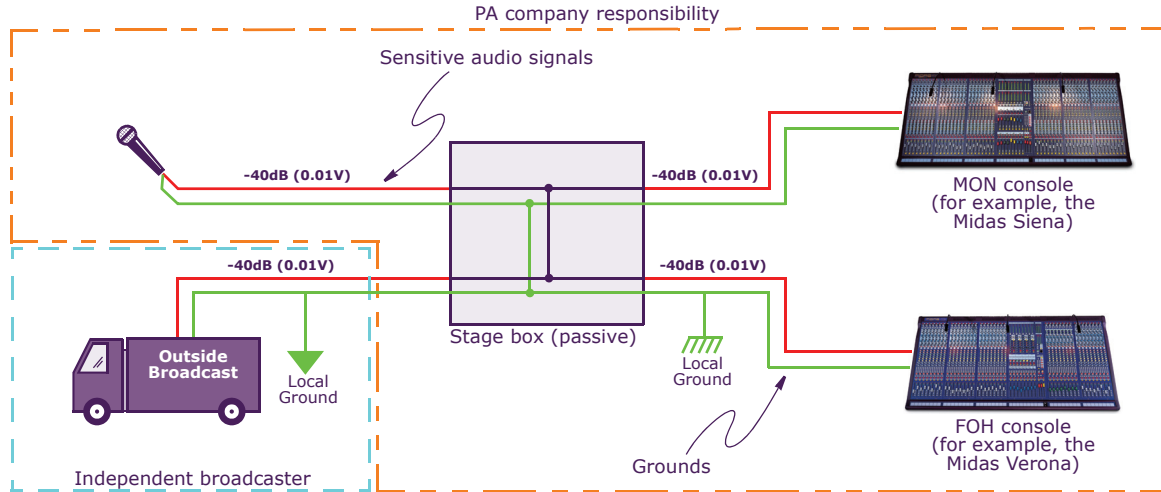 PA company responsibility
Sensitive audio signals
-40dB (0.01V)
-40dB (0.01V)
MON console
(for example, the
Midas Siena)
-40dB (0.01V)
-40dB (0.01V)
Stage box (passive)
Outside
Broadcast
Local
Ground
Local
Ground
FOH console
(for example, the
Midas Verona)
Grounds
Independent broadcaster